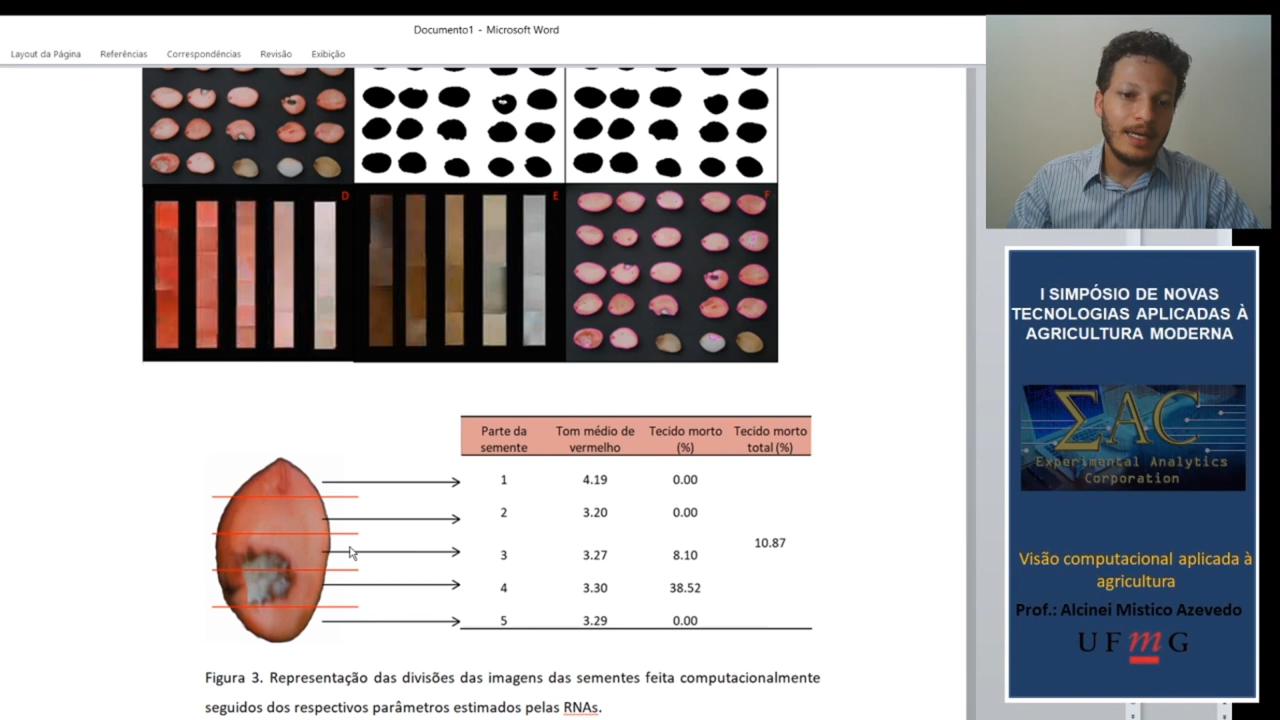 Documento1 - Microsoft Word
Layout da Página Referências Correspondências Revisão Exibição
D
E
F
Parte da semente
Tom médio de vermelho
Tecido morto (%)
Tecido morto total (%)
1 4.19 0.00
2 3.20 0.00
10.87
3 3.27 8.10
4 3.30 38.52
5 3.29 0.00
Figura 3. Representação das divisões das imagens das sementes feita computacionalmente
seguidos dos respectivos parâmetros estimados pelas RNAs.
I SIMPÓSIO DE NOVAS
TECNOLOGIAS APLICADAS À
AGRICULTURA MODERNA
ΣAC
Experimental Analytics
Corporation
Visão computacional aplicada à
agricultura
Prof.: Alcinei Mistico Azevedo
UFmG